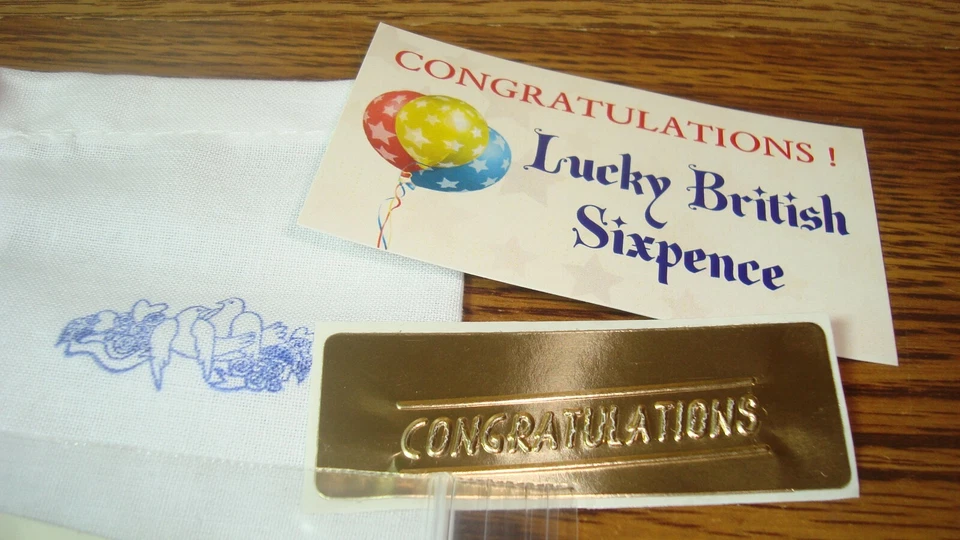 CONGRATULATIONS !
Lucky British
Sixpence
CONGRATULATIONS